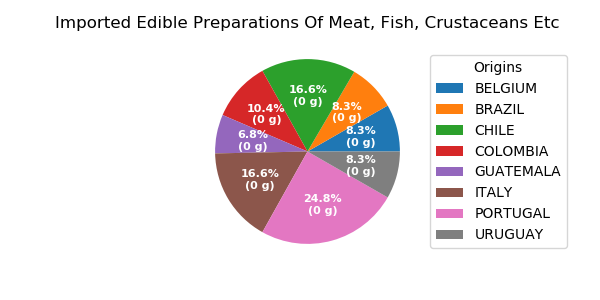 Imported Edible Preparations Of Meat, Fish, Crustaceans Etc
16.6%
(0 g)
8.3%
(0 g)
10.4%
(0 g)
8.3%
(0 g)
6.8%
(0 g)
8.3%
(0 g)
16.6%
(0 g)
24.8%
(0 g)
Origins
BELGIUM
BRAZIL
CHILE
COLOMBIA
GUATEMALA
ITALY
PORTUGAL
URUGUAY